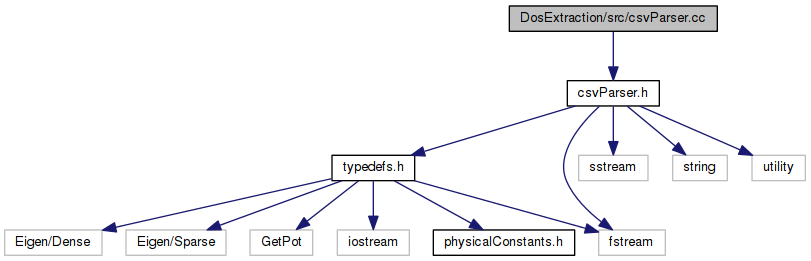 DosExtraction/src/csvParser.cc
csvParser.h
typedefs.h
sstream
string
utility
Eigen/Dense
Eigen/Sparse
GetPot
iostream
physicalConstants.h
fstream